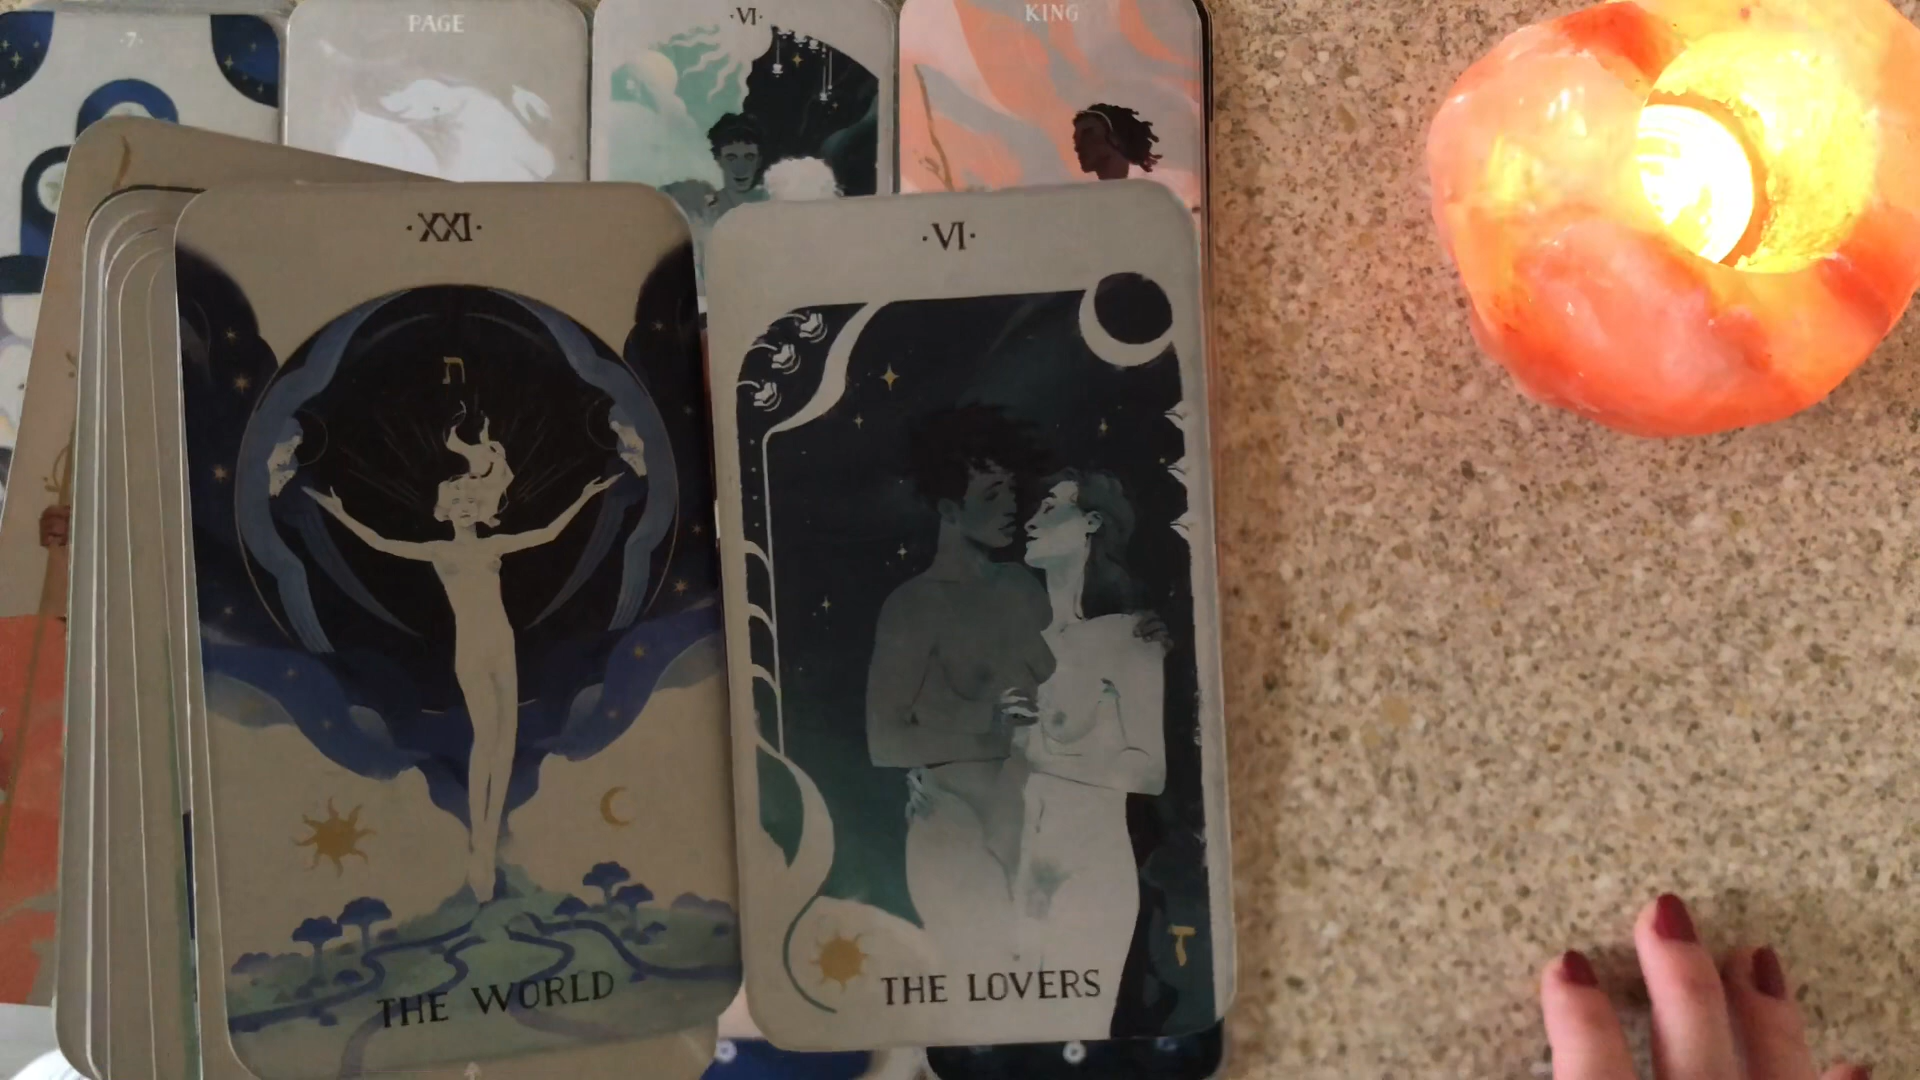 ·7·
PAGE
·VI·
KING
·XXI·
·VI·
ת
ז
THE WORLD
THE LOVERS